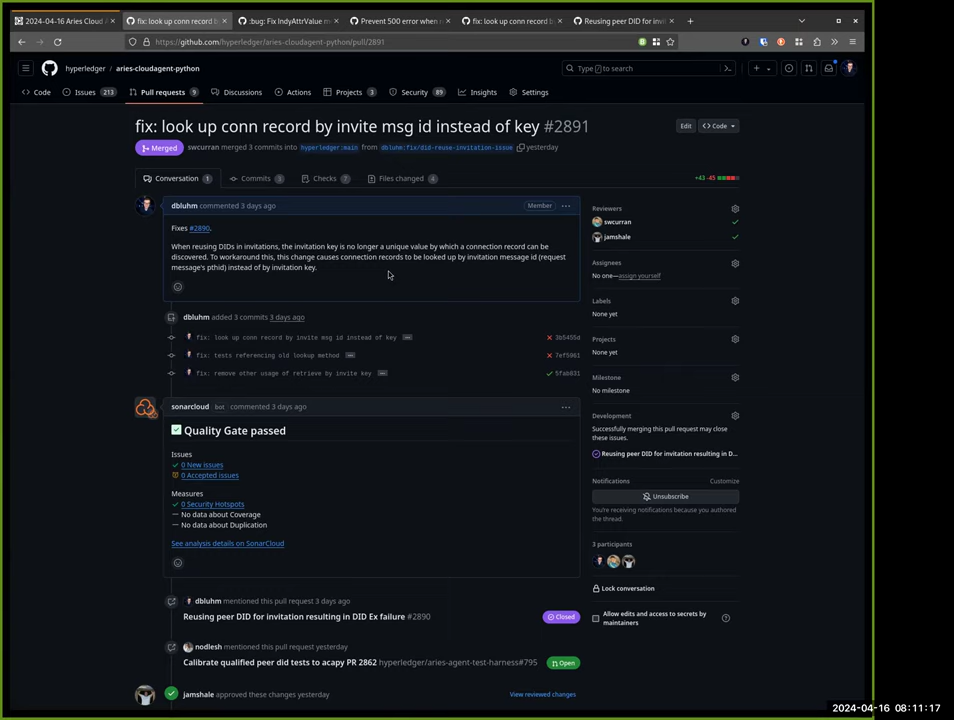 2024-04-16 Aries Cloud A
fix: look up conn record b
:bug: Fix IndyAttrValue m
Prevent 500 error when r
fix: look up conn record b
Reusing peer DID for invi
https://github.com/hyperledger/aries-cloudagent-python/pull/2891
hyperledger / aries-cloudagent-python
Type / to search
Code
Issues 213
Pull requests 9
Discussions
Actions
Projects 3
Security 89
Insights
Settings
fix: look up conn record by invite msg id instead of key #2891
Edit
Code
Merged
swcurran merged 3 commits into hyperledger:main from dbluhm:fix/did-reuse-invitation-issue yesterday
Conversation 1
Commits 3
Checks 7
Files changed 4
+43 -45
dbluhm commented 3 days ago
Member
Fixes #2890.
When reusing DIDs in invitations, the invitation key is no longer a unique value by which a connection record can be
discovered. To workaround this, this change causes connection records to be looked up by invitation message id (request
message's pthid) instead of by invitation key.
dbluhm added 3 commits 3 days ago
fix: look up conn record by invite msg id instead of key
3b5455d
fix: tests referencing old lookup method
7ef5961
fix: remove other usage of retrieve by invite key
5fab031
sonarcloud bot commented 3 days ago
Quality Gate passed
Issues
0 New issues
0 Accepted issues
Measures
0 Security Hotspots
No data about Coverage
No data about Duplication
See analysis details on SonarCloud
dbluhm mentioned this pull request 3 days ago
Reusing peer DID for invitation resulting in DID Ex failure #2890
Closed
nodlesh mentioned this pull request yesterday
Calibrate qualified peer did tests to acapy PR 2862 hyperledger/aries-agent-test-harness#795
Open
jamshale approved these changes yesterday
View reviewed changes
Reviewers
swcurran
jamshale
Assignees
No one—assign yourself
Labels
None yet
Projects
None yet
Milestone
No milestone
Development
Successfully merging this pull request may close
these issues.
Reusing peer DID for invitation resulting in D...
Notifications
Customize
Unsubscribe
You're receiving notifications because you authored
the thread.
3 participants
Lock conversation
Allow edits and access to secrets by
maintainers
2024-04-16 08:11:17